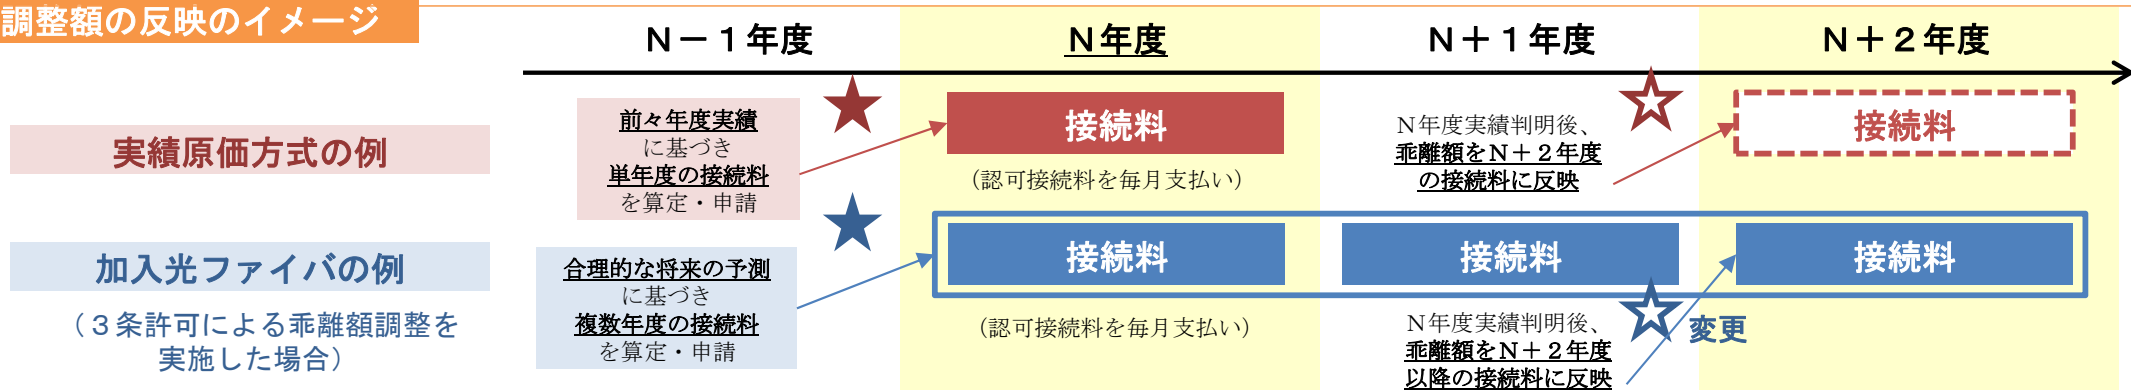 調整額の反映のイメージ
Ｎ－１年度
Ｎ年度
Ｎ＋１年度
Ｎ＋２年度
実績原価方式の例
前々年度実績
に基づき
単年度の接続料
を算定・申請
接続料
（認可接続料を毎月支払い）
Ｎ年度実績判明後、
乖離額をＮ＋２年度
の接続料に反映
接続料
加入光ファイバの例
（３条許可による乖離額調整を
実施した場合）
合理的な将来の予測
に基づき
複数年度の接続料
を算定・申請
接続料
接続料
接続料
（認可接続料を毎月支払い）
Ｎ年度実績判明後、
乖離額をＮ＋２年度
以降の接続料に反映
変更